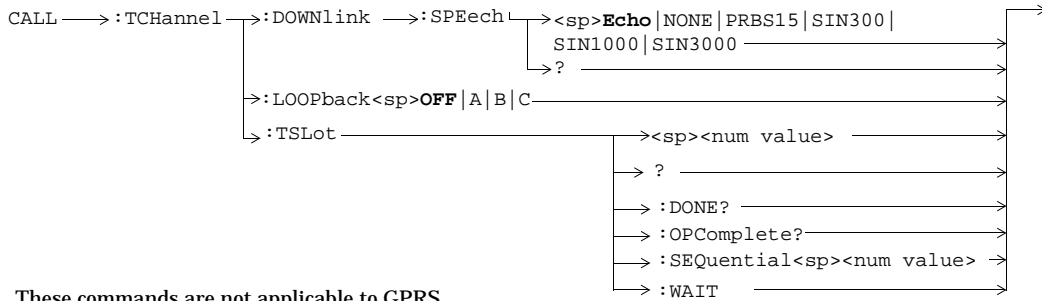 CALL :TCHannel :DOWNlink :SPEech <sp>Echo|NONE|PRBS15|SIN300|
SIN1000|SIN3000
?
:LOOPback<sp>OFF|A|B|C
:TSLot <sp><num value>
?
:DONE?
:OPComplete?
:SEQuential<sp><num value>
:WAIT
These commands are not applicable to GPRS